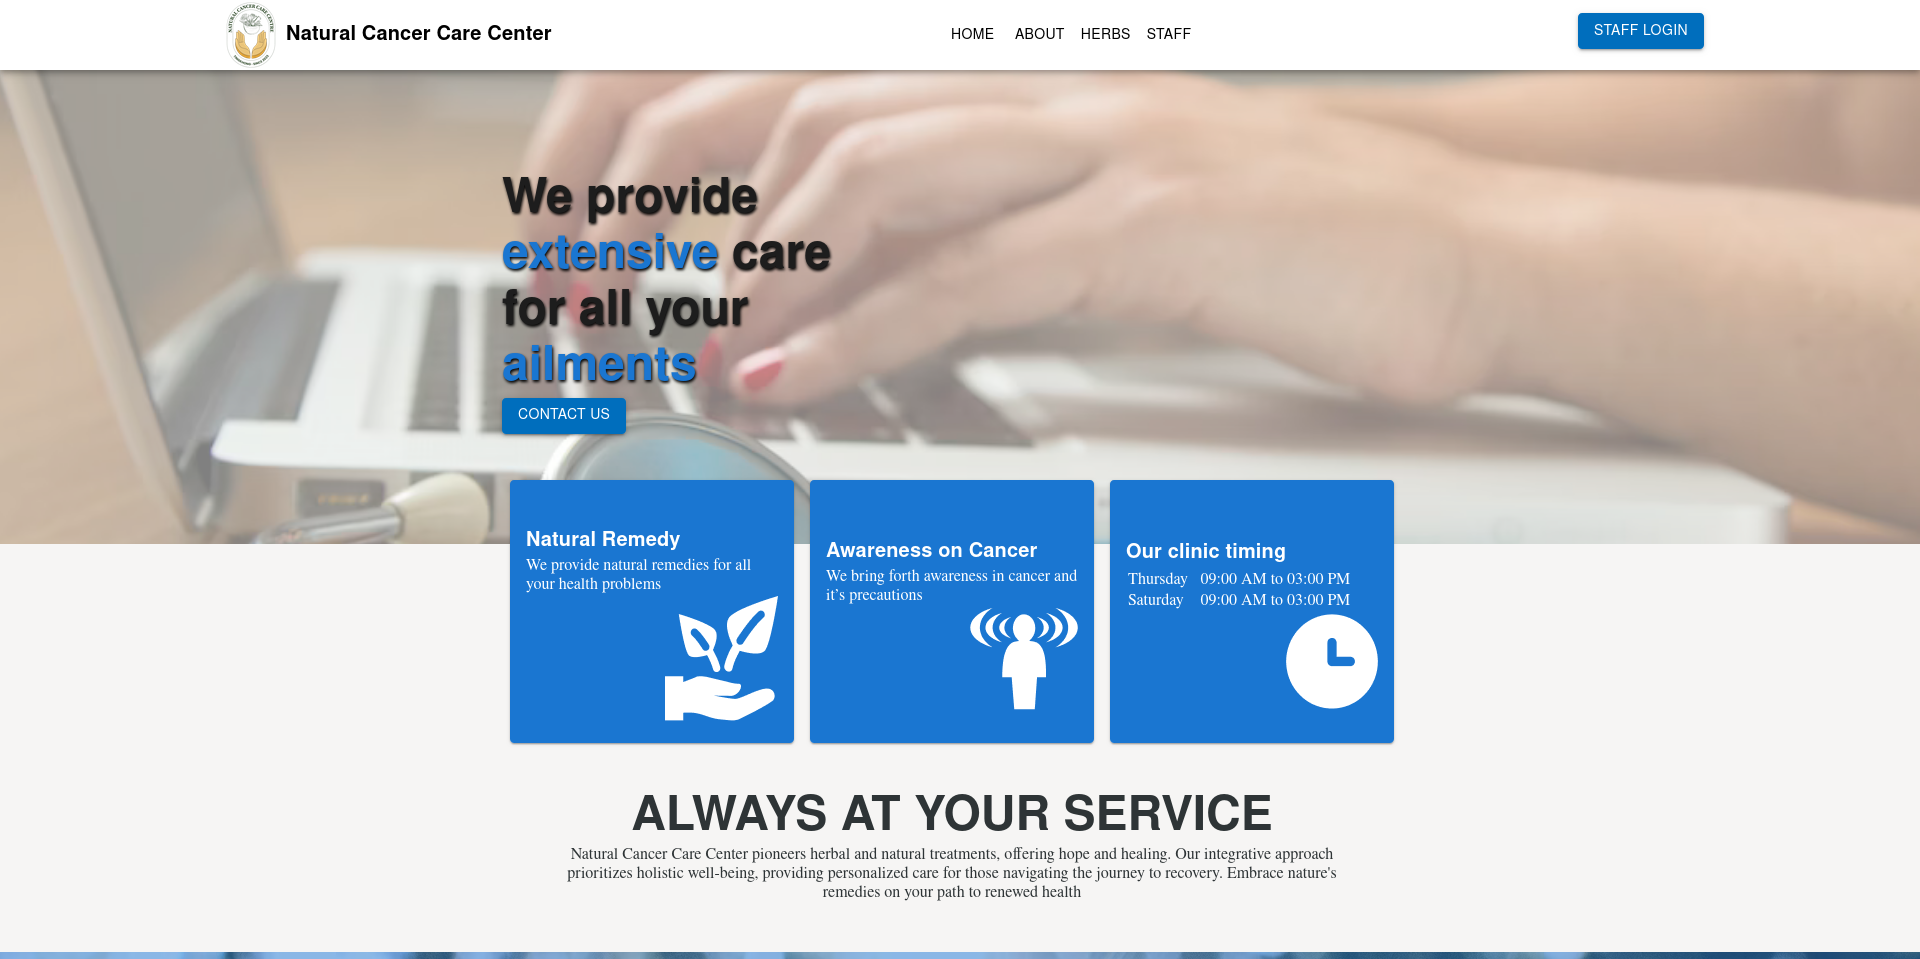 NATURAL CANCER CARE CENTRE
Natural Cancer Care Center
HOME
ABOUT
HERBS
STAFF
STAFF LOGIN
We provide
extensive care
for all your
ailments
CONTACT US
Natural Remedy
We provide natural remedies for all
your health problems
Awareness on Cancer
We bring forth awareness in cancer and
it’s precautions
Our clinic timing
Thursday 09:00 AM to 03:00 PM
Saturday 09:00 AM to 03:00 PM
ALWAYS AT YOUR SERVICE
Natural Cancer Care Center pioneers herbal and natural treatments, offering hope and healing. Our integrative approach
prioritizes holistic well-being, providing personalized care for those navigating the journey to recovery. Embrace nature's
remedies on your path to renewed health